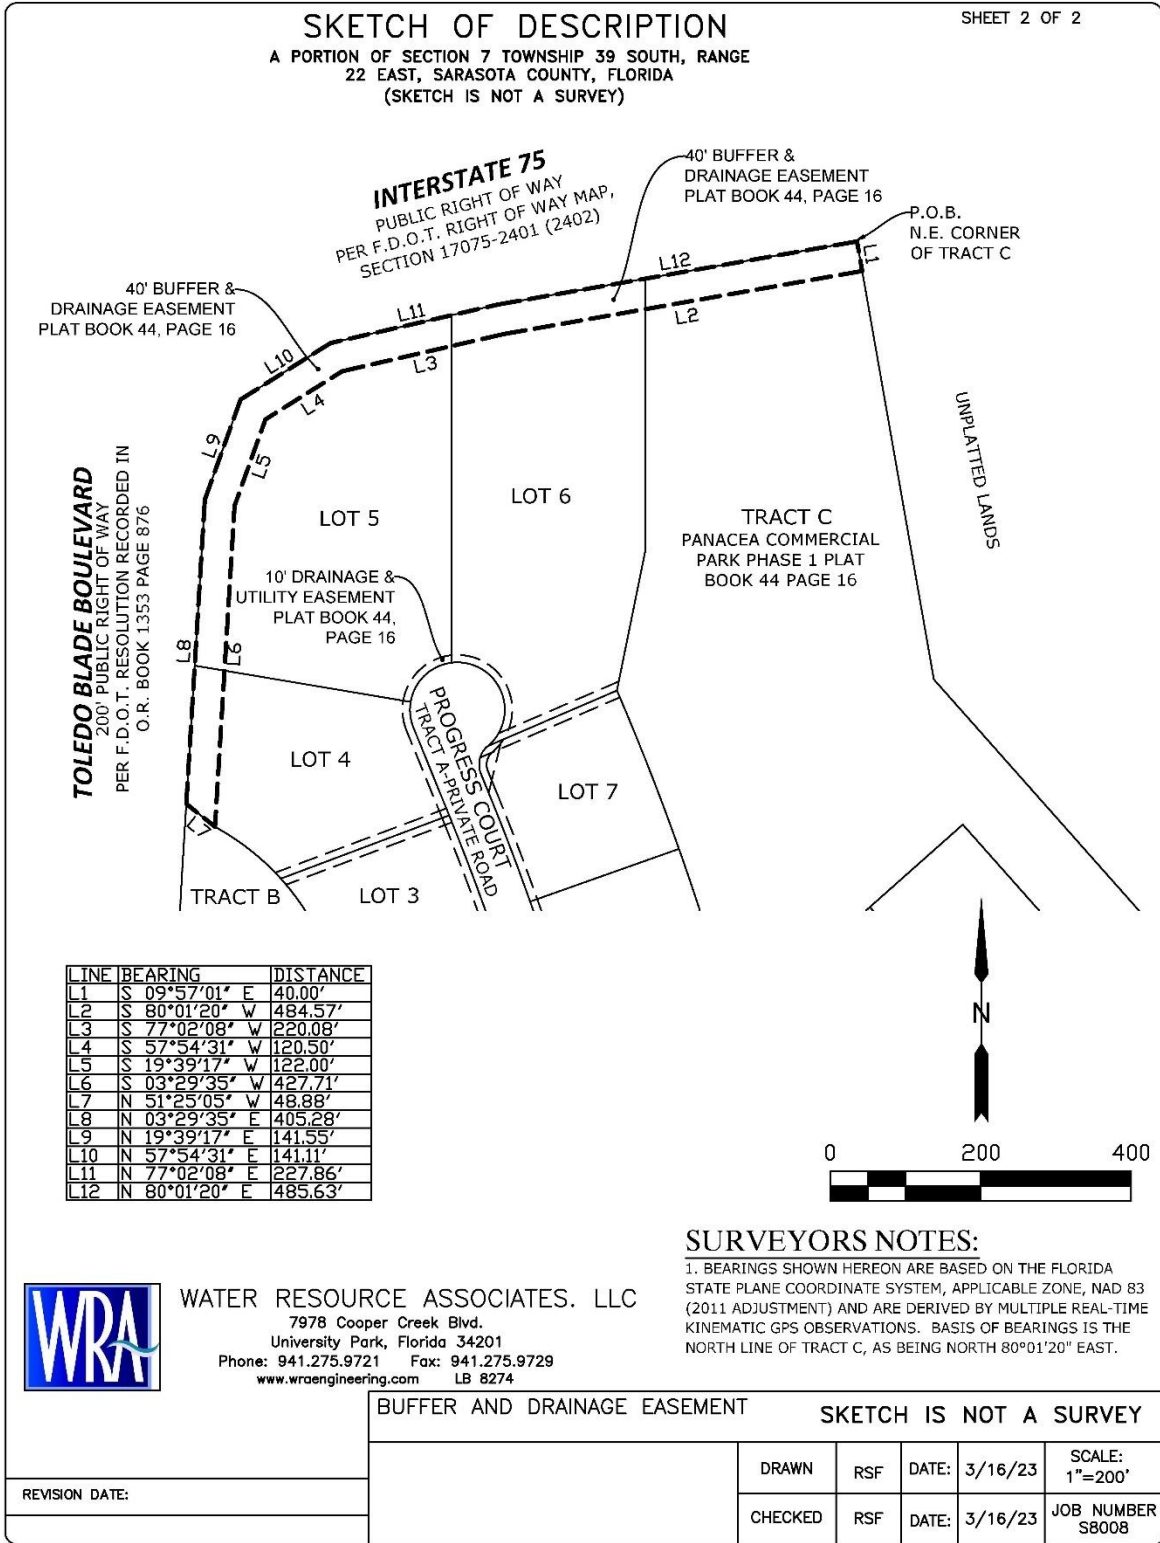 SKETCH OF DESCRIPTION
A PORTION OF SECTION 7 TOWNSHIP 39 SOUTH, RANGE
22 EAST, SARASOTA COUNTY, FLORIDA
(SKETCH IS NOT A SURVEY)
SHEET 2 OF 2
INTERSTATE 75
PUBLIC RIGHT OF WAY
PER F.D.O.T. RIGHT OF WAY MAP,
SECTION 17075-2401 (2402)
40' BUFFER &
DRAINAGE EASEMENT
PLAT BOOK 44, PAGE 16
P.O.B.
N.E. CORNER
OF TRACT C
40' BUFFER &
DRAINAGE EASEMENT
PLAT BOOK 44, PAGE 16
L12
L1
L11
L2
L3
L10
L4
L9
L5
UNPLATTED LANDS
TOLEDO BLADE BOULEVARD
200' PUBLIC RIGHT OF WAY
PER F.D.O.T. RESOLUTION RECORDED IN
O.R. BOOK 1353 PAGE 876
LOT 5
LOT 6
TRACT C
PANACEA COMMERCIAL
PARK PHASE 1 PLAT
BOOK 44 PAGE 16
10' DRAINAGE &
UTILITY EASEMENT
PLAT BOOK 44,
PAGE 16
L8
L6
PROGRESS COURT
TRACT A-PRIVATE ROAD
LOT 4
LOT 7
L7
TRACT B
LOT 3
LINE BEARING DISTANCE
L1 S 09°57'01" E 40.00'
L2 S 80°01'20" W 484.57'
L3 S 77°02'08" W 220.08'
L4 S 57°54'31" W 120.50'
L5 S 19°39'17" W 122.00'
L6 S 03°29'35" W 427.71'
L7 N 51°25'05" W 48.88'
L8 N 03°29'35" E 405.28'
L9 N 19°39'17" E 141.55'
L10 N 57°54'31" E 141.11'
L11 N 77°02'08" E 227.86'
L12 N 80°01'20" E 485.63'
N
0 200 400
SURVEYORS NOTES:
1. BEARINGS SHOWN HEREON ARE BASED ON THE FLORIDA
STATE PLANE COORDINATE SYSTEM, APPLICABLE ZONE, NAD 83
(2011 ADJUSTMENT) AND ARE DERIVED BY MULTIPLE REAL-TIME
KINEMATIC GPS OBSERVATIONS. BASIS OF BEARINGS IS THE
NORTH LINE OF TRACT C, AS BEING NORTH 80°01'20" EAST.
WRA
WATER RESOURCE ASSOCIATES. LLC
7978 Cooper Creek Blvd.
University Park, Florida 34201
Phone: 941.275.9721 Fax: 941.275.9729
www.wraengineering.com LB 8274
BUFFER AND DRAINAGE EASEMENT
SKETCH IS NOT A SURVEY
DRAWN RSF DATE: 3/16/23 SCALE: 1"=200'
CHECKED RSF DATE: 3/16/23 JOB NUMBER S8008
REVISION DATE: